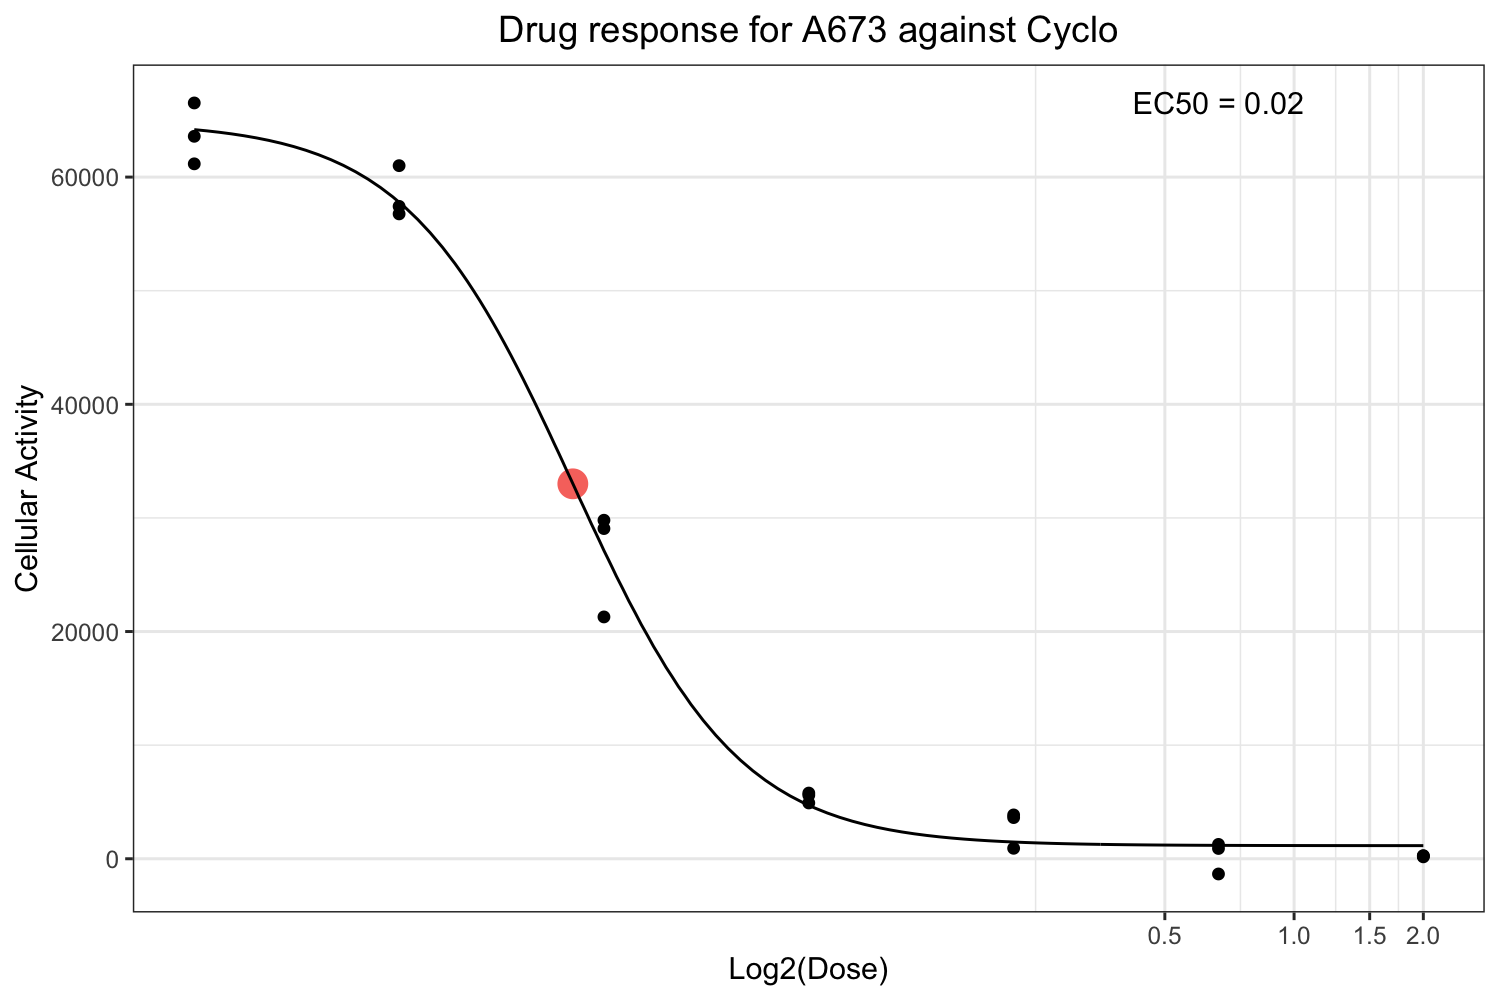 Drug response for A673 against Cyclo
EC50 = 0.02
60000
40000
20000
0
Cellular Activity
0.5 1.0 1.5 2.0
Log2(Dose)